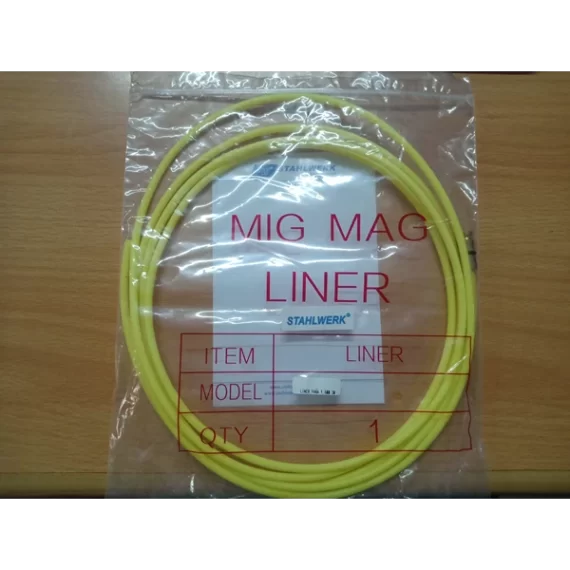 STAHLWERK
MIG MAG
LINER
STAHLWERK+
ITEM LINER
MODEL
QTY 1